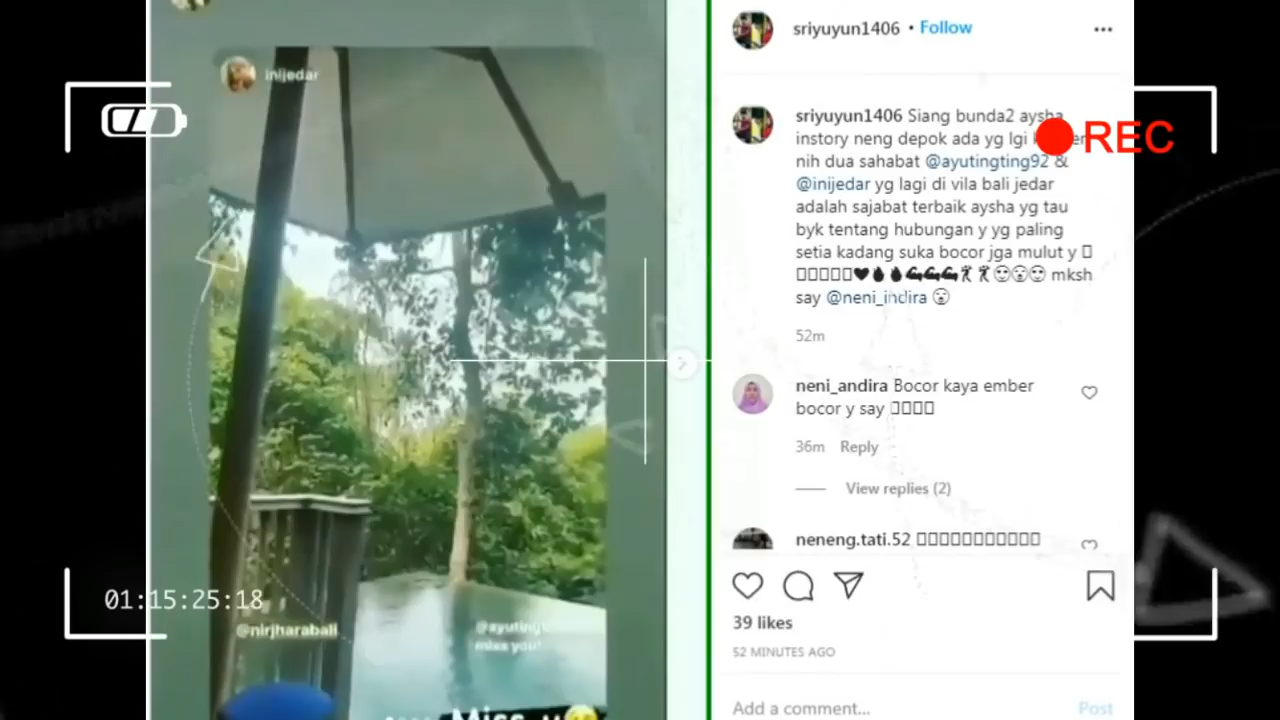 inijedar
@nirjharabali
miss you!
Miss
01:15:25:18
REC
sriyuyun1406 • Follow
sriyuyun1406 Siang bunda2 aysha
instory neng depok ada yg lgi
nih dua sahabat @ayutingting92 &
@inijedar yg lagi di vila bali jedar
adalah sajabat terbaik aysha yg tau
byk tentang hubungan y yg paling
setia kadang suka bocor jga mulut y
mksh
say @neni_indira
52m
neni_andira Bocor kaya ember
bocor y say
36m Reply
View replies (2)
neneng.tati.52
39 likes
52 MINUTES AGO
Add a comment...
Post